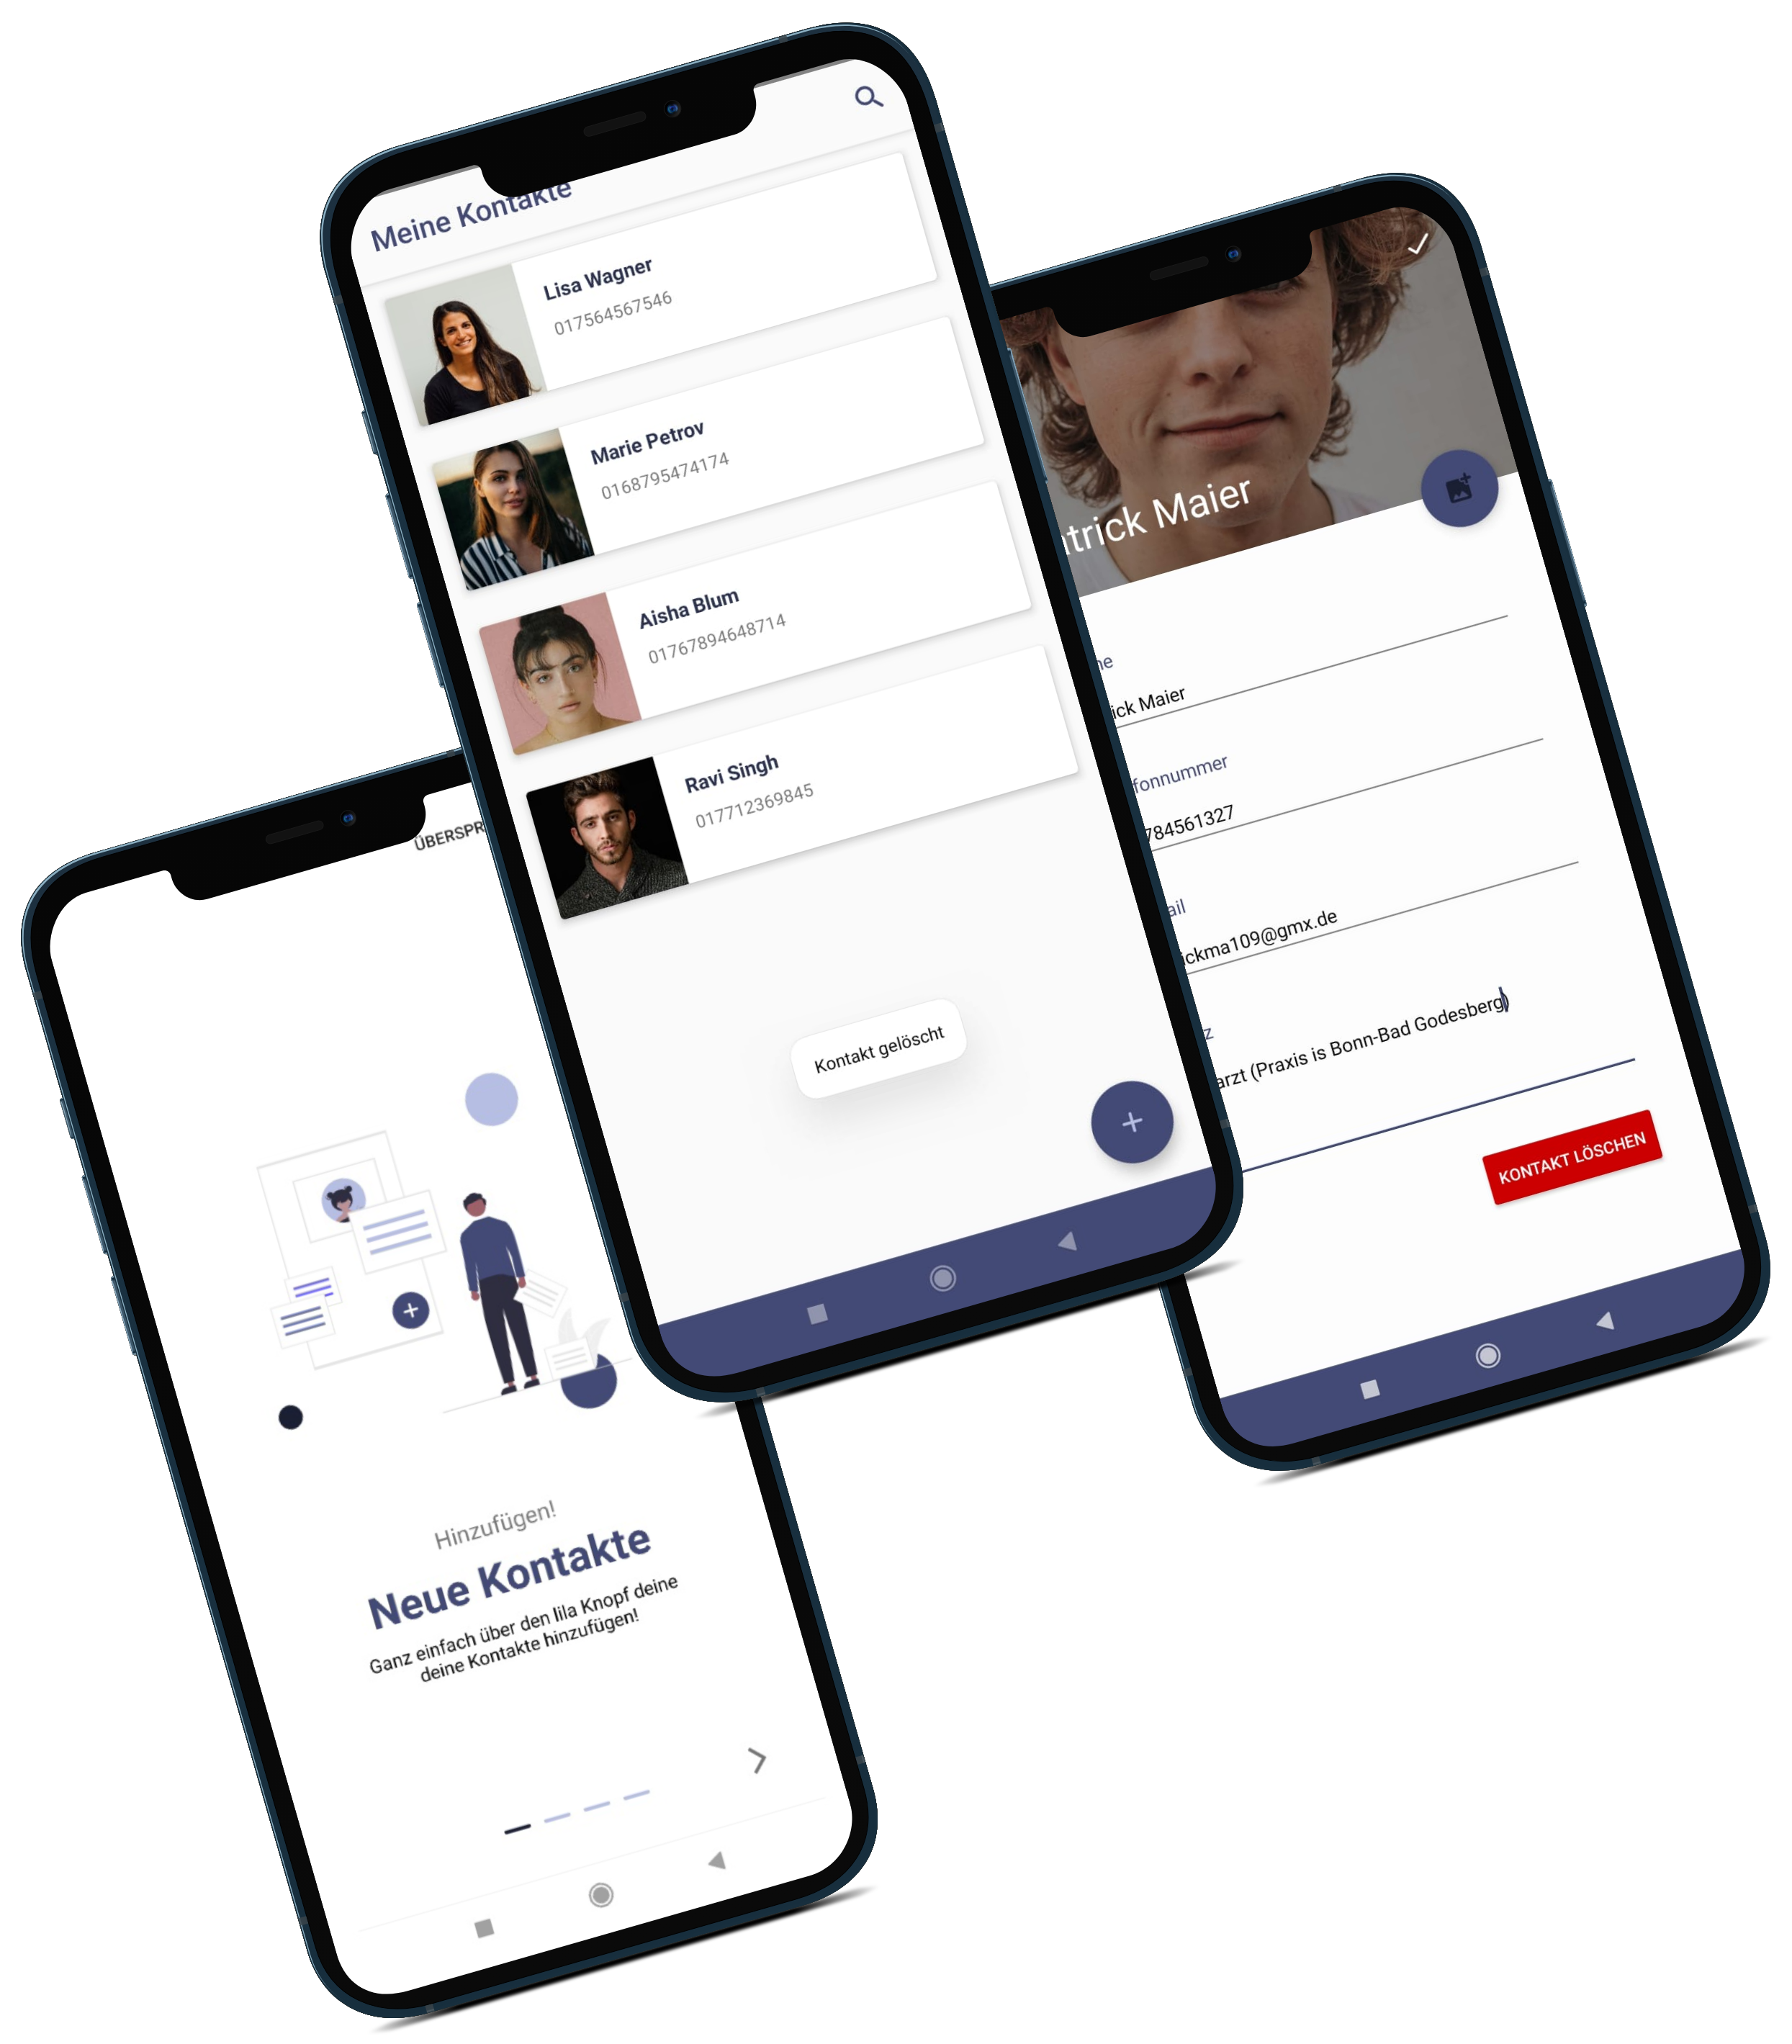 Meine Kontakte
Lisa Wagner
017564567546
Marie Petrov
0168795474174
Aisha Blum
01767894648714
Ravi Singh
017712369845
Kontakt gelöscht
+
ÜBERSPR
+
Hinzufügen!
Neue Kontakte
Ganz einfach über den lila Knopf deine
deine Kontakte hinzufügen!
atrick Maier
ne
ick Maier
fonnummer
784561327
ail
ickma109@gmx.de
z
arzt (Praxis is Bonn-Bad Godesberg)
KONTAKT LÖSCHEN